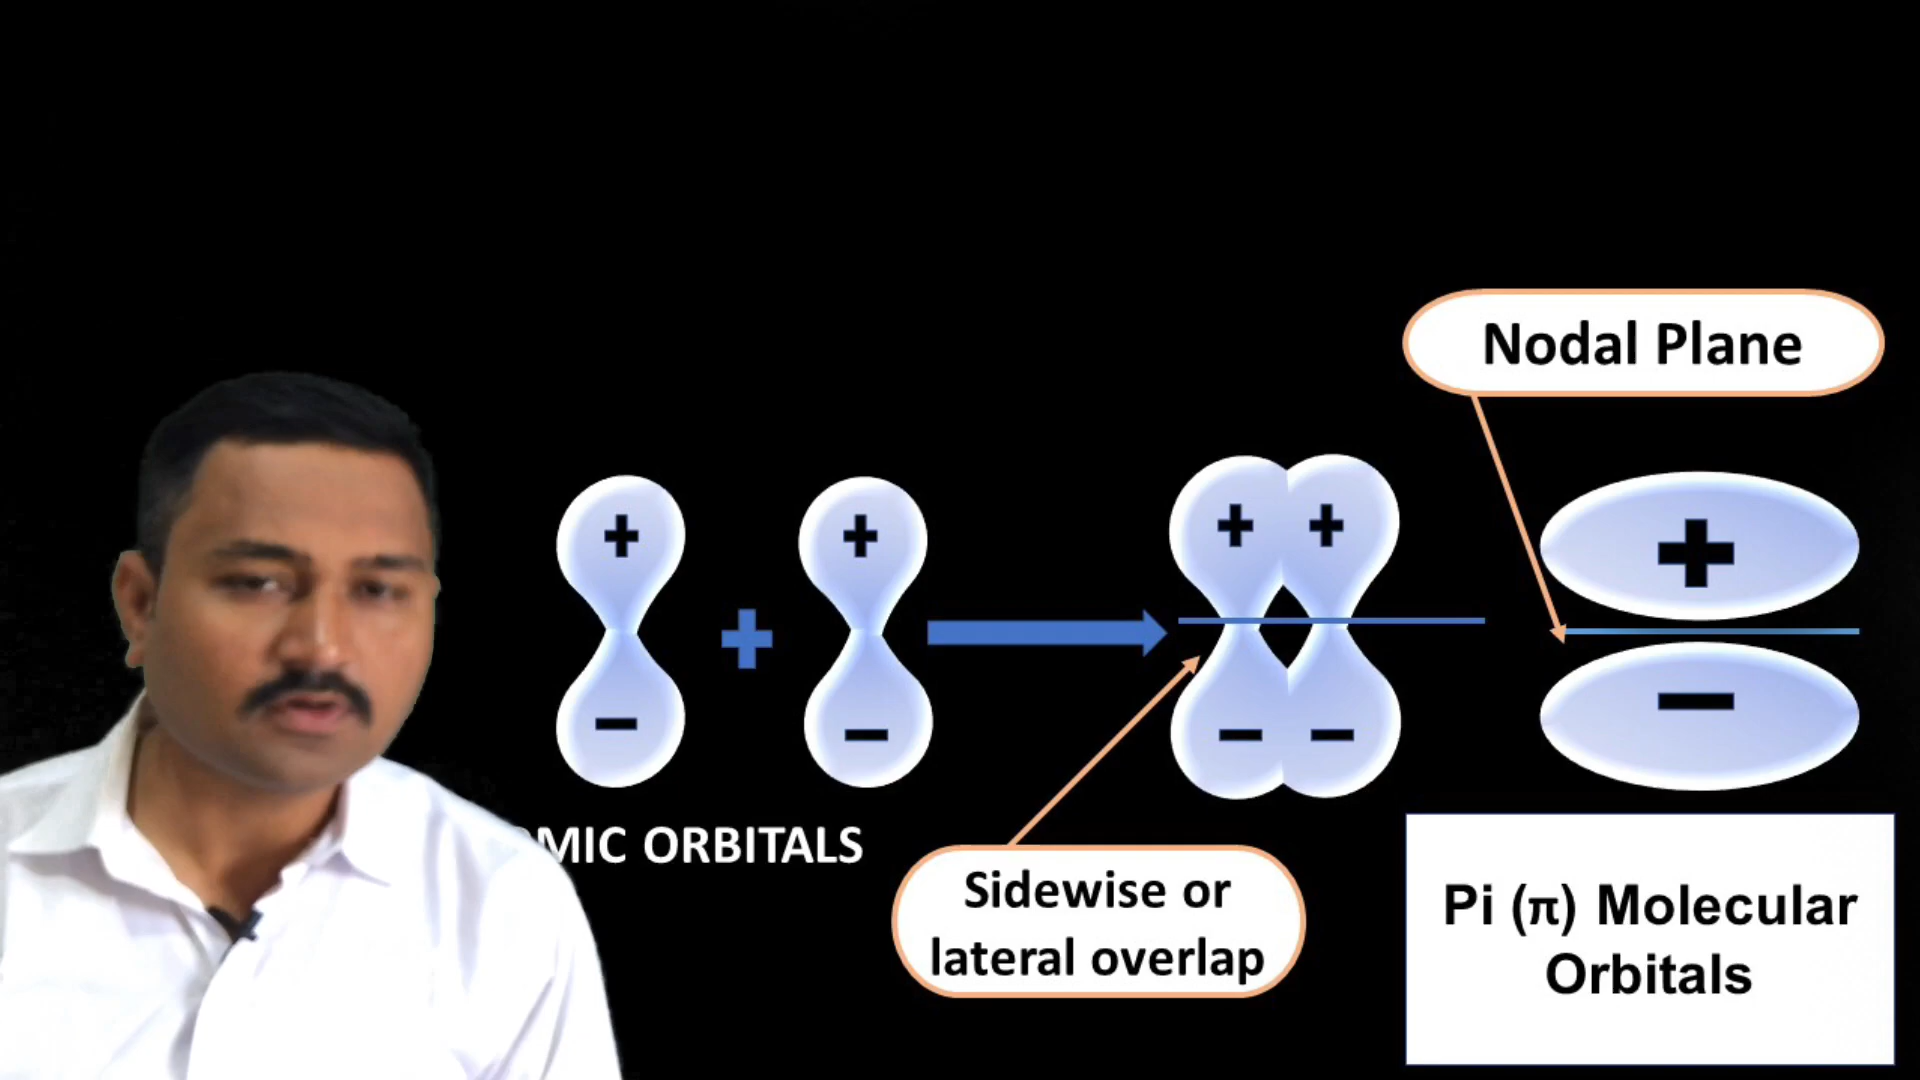 Nodal Plane
+ + + + +
+
− − − − −
MIC ORBITALS
Sidewise or
lateral overlap
Pi (π) Molecular
Orbitals